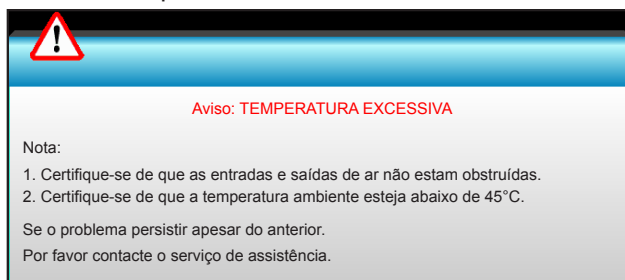 Aviso: TEMPERATURA EXCESSIVA
Nota:
1. Certifique-se de que as entradas e saídas de ar não estam obstruídas.
2. Certifique-se de que a temperatura ambiente esteja abaixo de 45°C.
Se o problema persistir apesar do anterior.
Por favor contacte o serviço de assistência.